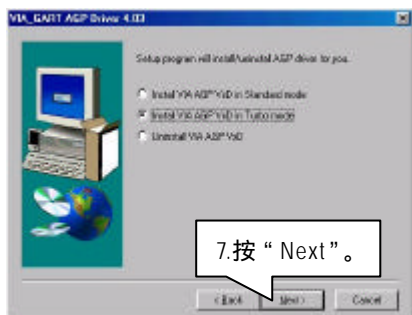 VIA_GART AGP Driver 4.03
Setup program will install/uninstall AGP driver for you.
Install VIA AGP VxD in Standard mode
Install VIA AGP VxD in Turbo mode
Uninstall VIA AGP VxD
7.按“Next”。
< Back
Next >
Cancel